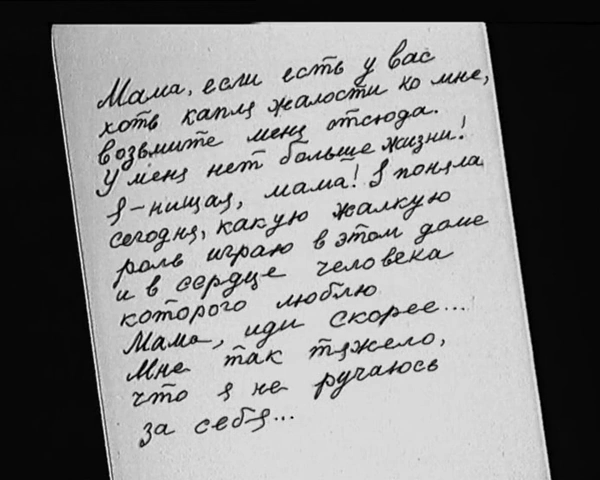 Мама, если есть у вас
хоть капля жалости ко мне,
возьмите меня отсюда.
У меня нет больше жизни!
Я-нищая, мама! Я поняла
сегодня, какую жалкую
роль играю в этом доме
и в сердце человека
которого люблю
Мама, иди скорее...
Мне так тяжело,
что я не ручаюсь
за себя...